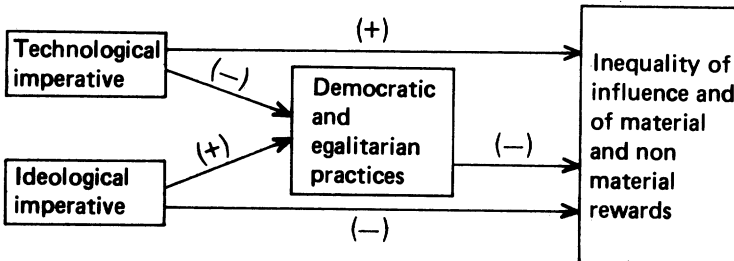 (+)
Technological
imperative
(—)
Democratic
and
egalitarian
practices
Inequality of
influence and
of material
and non
material
rewards
(+)
(—)
Ideological
imperative
(—)